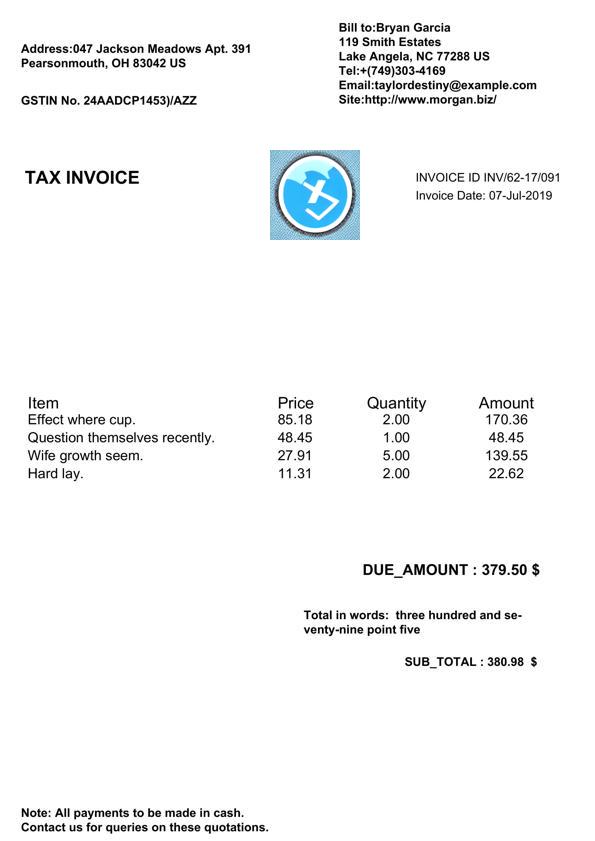 Address:047 Jackson Meadows Apt. 391
Pearsonmouth, OH 83042 US
GSTIN No. 24AADCP1453)/AZZ
Bill to:Bryan Garcia
119 Smith Estates
Lake Angela, NC 77288 US
Tel:+(749)303-4169
Email:taylordestiny@example.com
Site:http://www.morgan.biz/
TAX INVOICE
INVOICE ID INV/62-17/091
Invoice Date: 07-Jul-2019
Item Price Quantity Amount
Effect where cup. 85.18 2.00 170.36
Question themselves recently. 48.45 1.00 48.45
Wife growth seem. 27.91 5.00 139.55
Hard lay. 11.31 2.00 22.62
DUE_AMOUNT : 379.50 $
Total in words:  three hundred and se-
venty-nine point five
SUB_TOTAL : 380.98  $
Note: All payments to be made in cash.
Contact us for queries on these quotations.